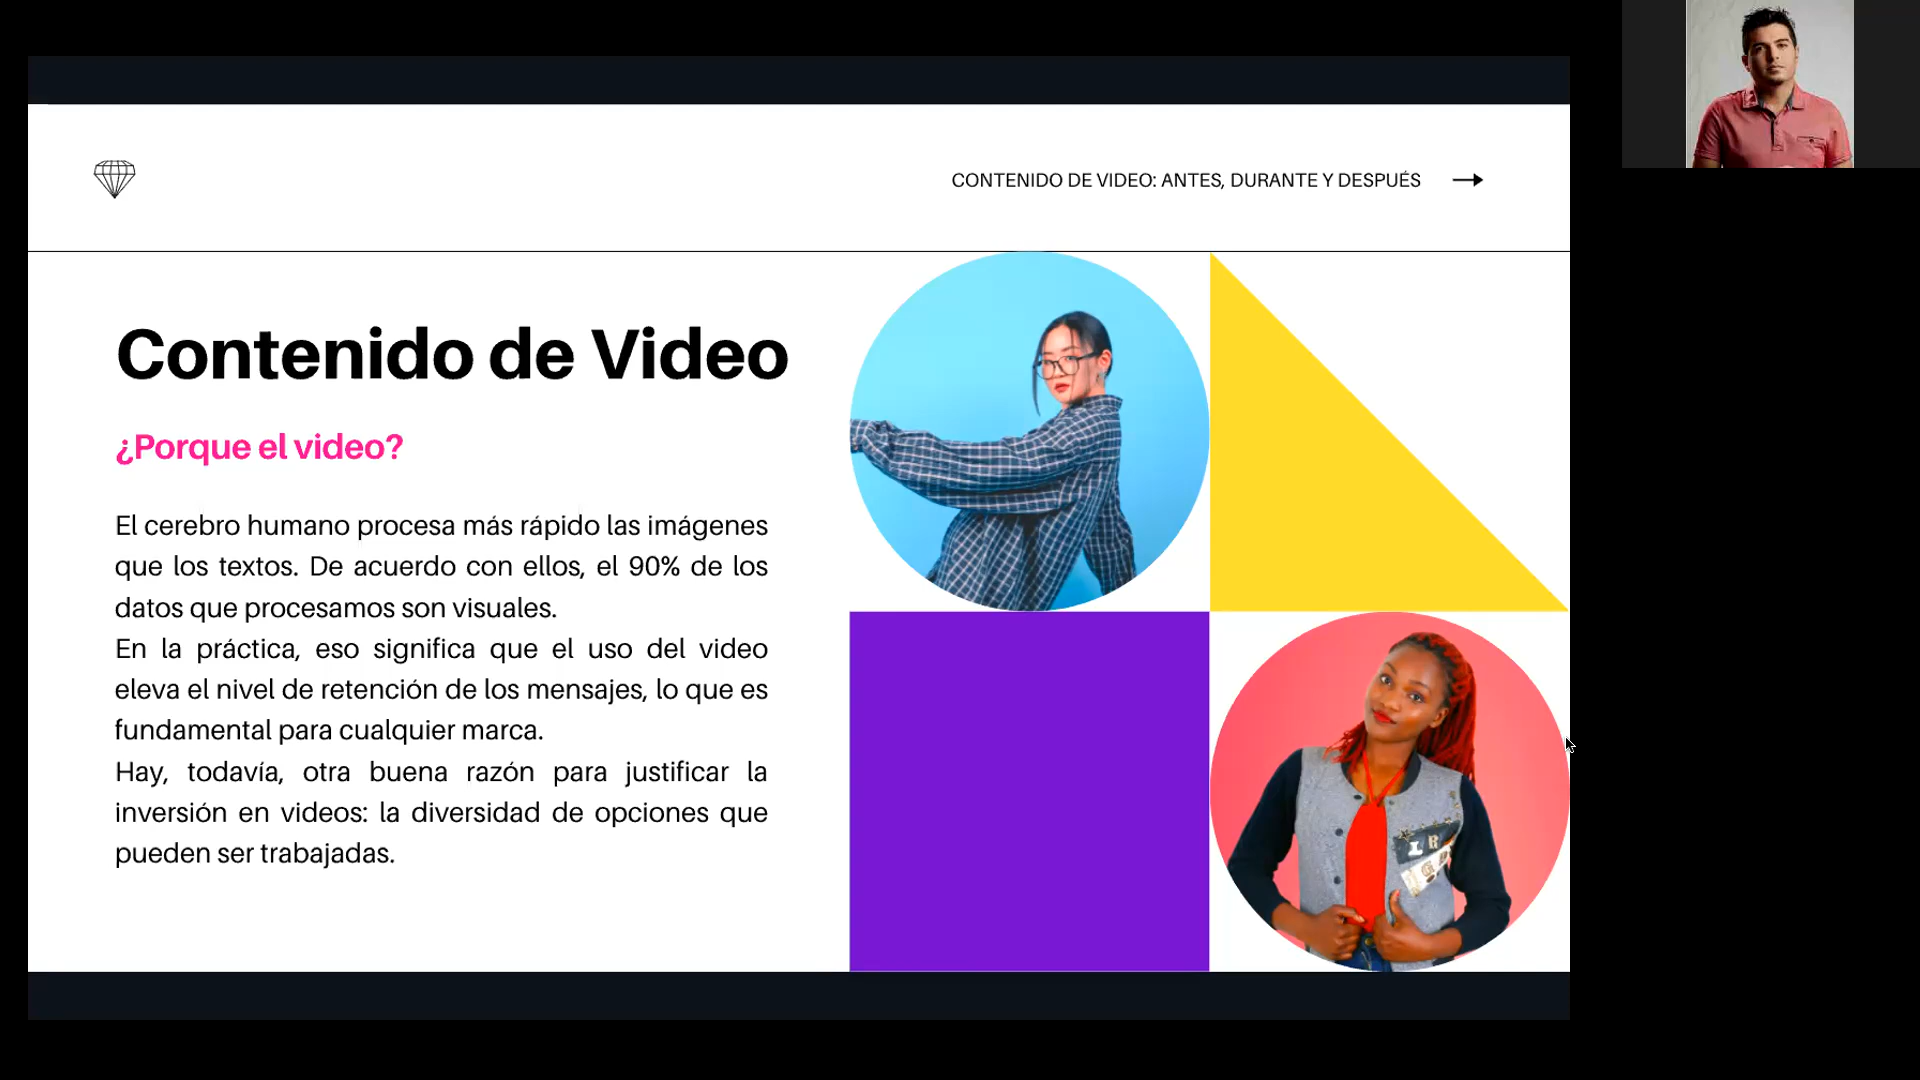 CONTENIDO DE VIDEO: ANTES, DURANTE Y DESPUÉS
Contenido de Video
¿Porque el video?
El cerebro humano procesa más rápido las imágenes
que los textos. De acuerdo con ellos, el 90% de los
datos que procesamos son visuales.
En la práctica, eso significa que el uso del video
eleva el nivel de retención de los mensajes, lo que es
fundamental para cualquier marca.
Hay, todavía, otra buena razón para justificar la
inversión en videos: la diversidad de opciones que
pueden ser trabajadas.